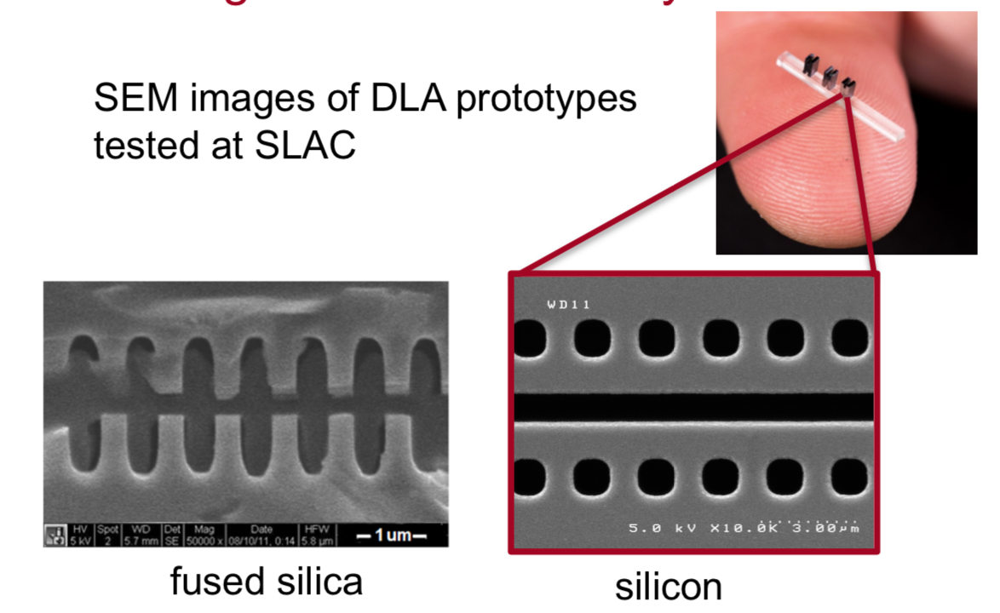 SEM images of DLA prototypes
tested at SLAC
WD11
HV Spot WD Det Mag Date HFW
5 kV 2 5.7 mm SE 50000 x 08/10/11, 0:14 5.8 µm 1um
5.0 kV X10.0K 3.00µm
fused silica
silicon